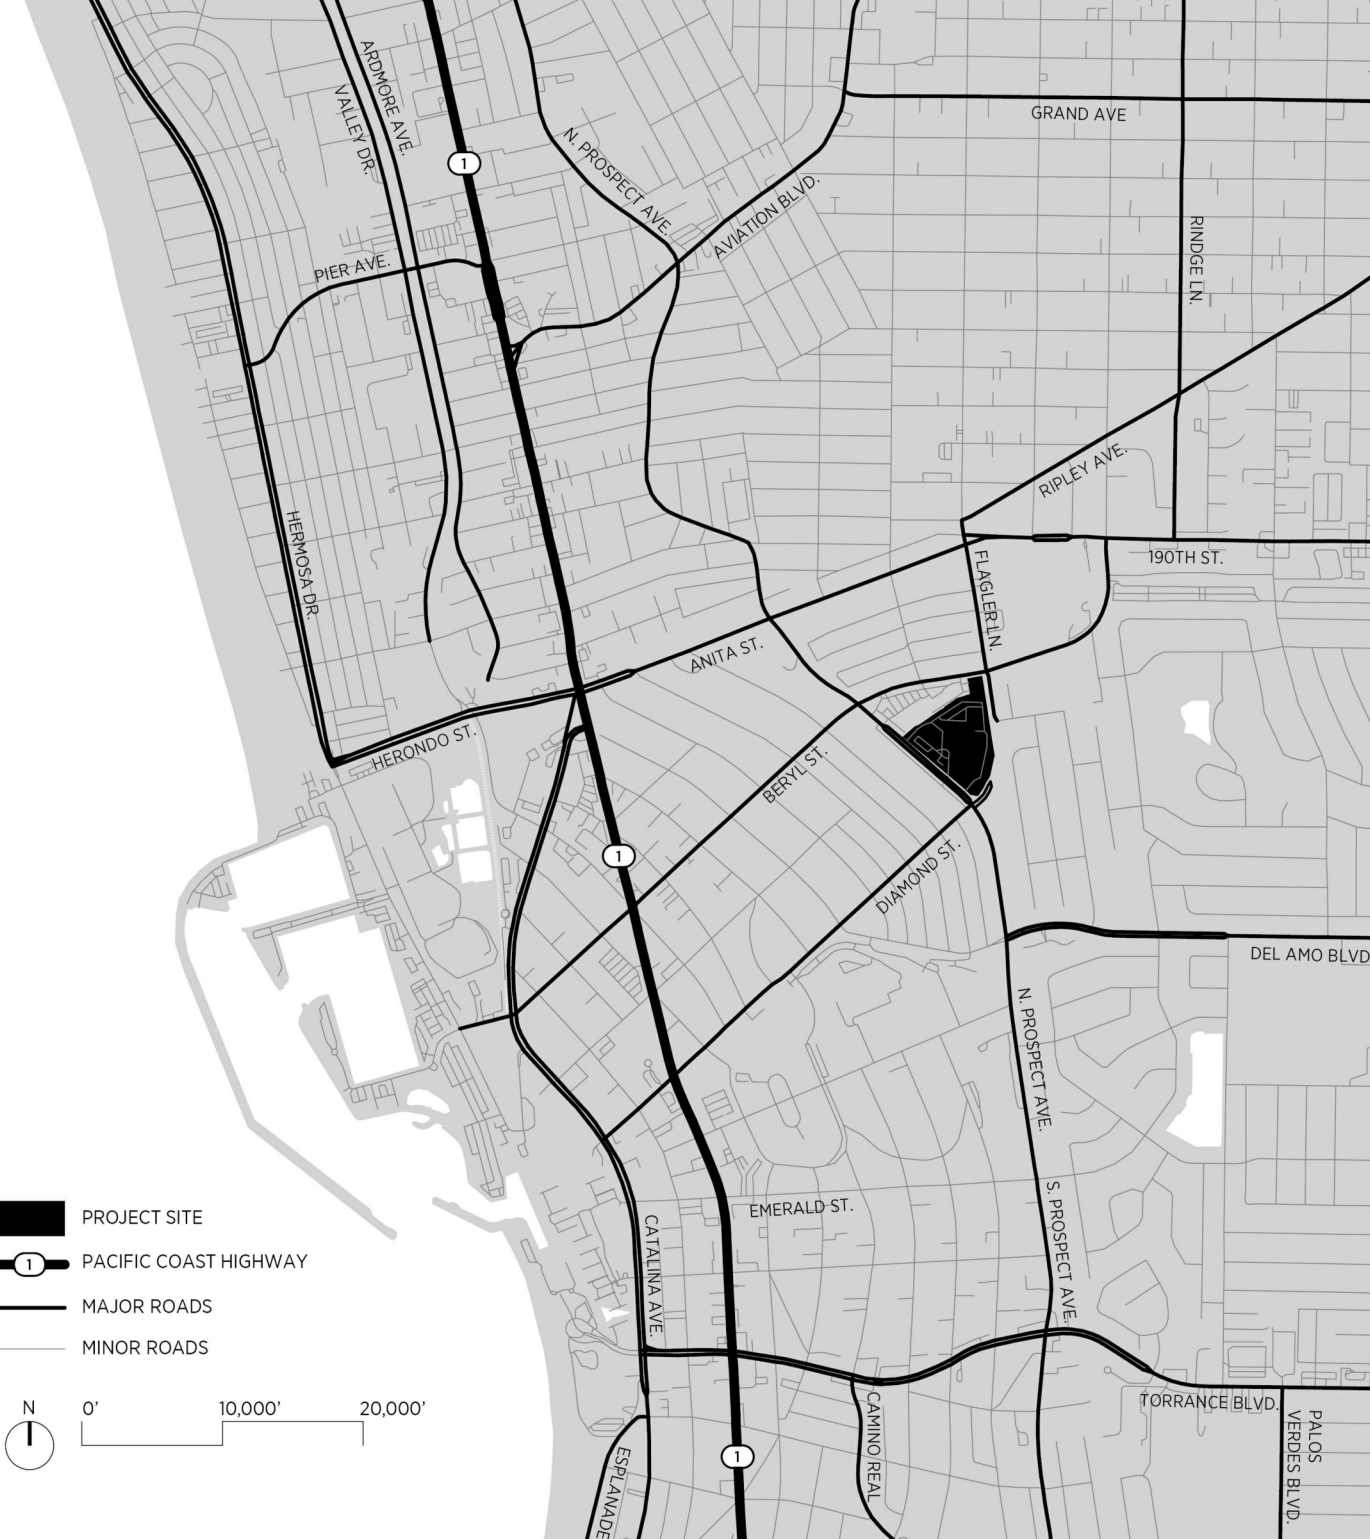 ARDMORE AVE.
VALLEY DR.
1
N. PROSPECT AVE.
GRAND AVE
AVIATION BLVD.
RINDGE LN.
PIER AVE.
RIPLEY AVE.
HERMOSA DR.
190TH ST.
FLAGLER LN.
ANITA ST.
HERONDO ST.
BERYL ST.
1
DIAMOND ST.
DEL AMO BLVD
N. PROSPECT AVE.
S. PROSPECT AVE.
EMERALD ST.
CATALINA AVE.
TORRANCE BLVD.
CAMINO REAL
PALOS
VERDES BLVD.
ESPLANADE
1
PROJECT SITE
1 PACIFIC COAST HIGHWAY
MAJOR ROADS
MINOR ROADS
N
0' 10,000' 20,000'